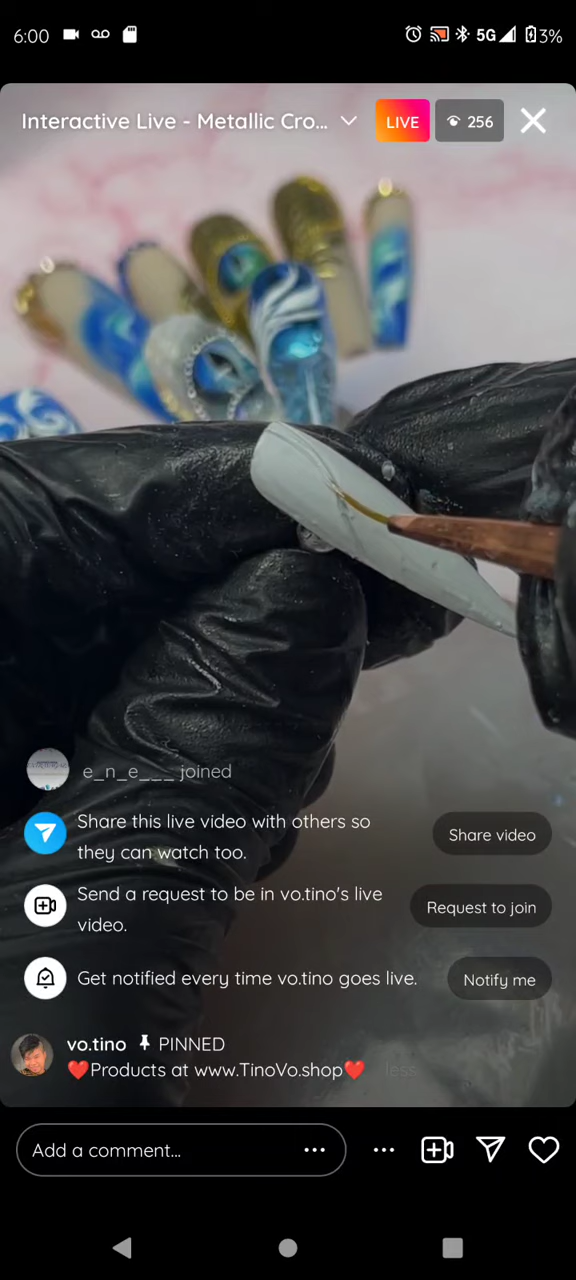 6:00
5G
3%
Interactive Live - Metallic Cro...
LIVE
256
e_n_e___ joined
Share this live video with others so
they can watch too.
Share video
Send a request to be in vo.tino's live
video.
Request to join
Get notified every time vo.tino goes live.
Notify me
vo.tino PINNED
❤️Products at www.TinoVo.shop❤️ less
Add a comment...